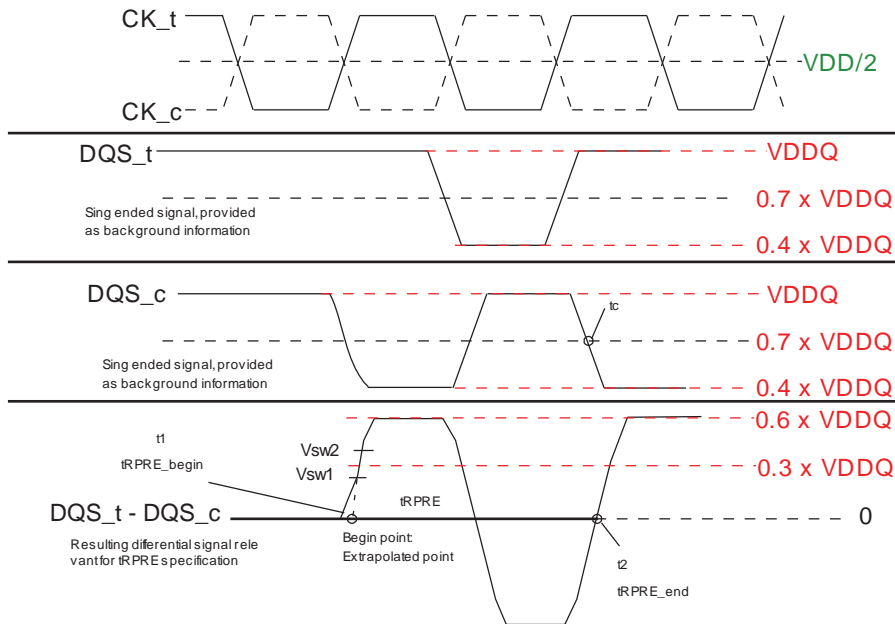 CK_t
VDD/2
CK_c
DQS_t
VDDQ
0.7 x VDDQ
Sing ended signal, provided
as background information
0.4 x VDDQ
DQS_c
VDDQ
tc
0.7 x VDDQ
Sing ended signal, provided
as background information
0.4 x VDDQ
0.6 x VDDQ
t1
Vsw2
tRPRE_begin
Vsw1
0.3 x VDDQ
tRPRE
DQS_t - DQS_c
0
Resulting diferential signal rele
vant for tRPRE specification
Begin point:
Extrapolated point
t2
tRPRE_end